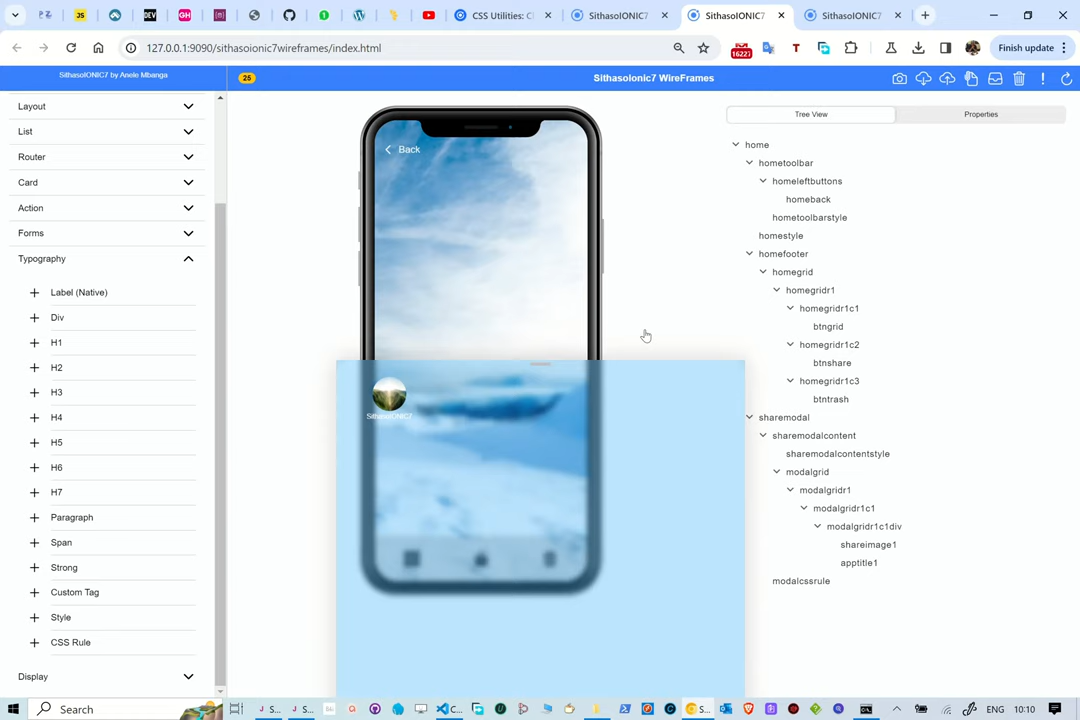 CSS Utilities: Cl
SithasoIONIC7
SithasoIONIC7
SithasoIONIC7
127.0.0.1:9090/sithasoionic7wireframes/index.html
16227
Finish update
SithasoIONIC7 by Anele Mbanga
25
SithasoIonic7 WireFrames
Layout
List
Router
Card
Action
Forms
Typography
Label (Native)
Div
H1
H2
H3
H4
H5
H6
H7
Paragraph
Span
Strong
Custom Tag
Style
CSS Rule
Display
Back
SithasoIONIC7
Tree View
Properties
home
hometoolbar
homeleftbuttons
homeback
hometoolbarstyle
homestyle
homefooter
homegrid
homegridr1
homegridr1c1
btngrid
homegridr1c2
btnshare
homegridr1c3
btntrash
sharemodal
sharemodalcontent
sharemodalcontentstyle
modalgrid
modalgridr1
modalgridr1c1
modalgridr1c1div
shareimage1
apptitle1
modalcssrule
Search
ENG
10:10